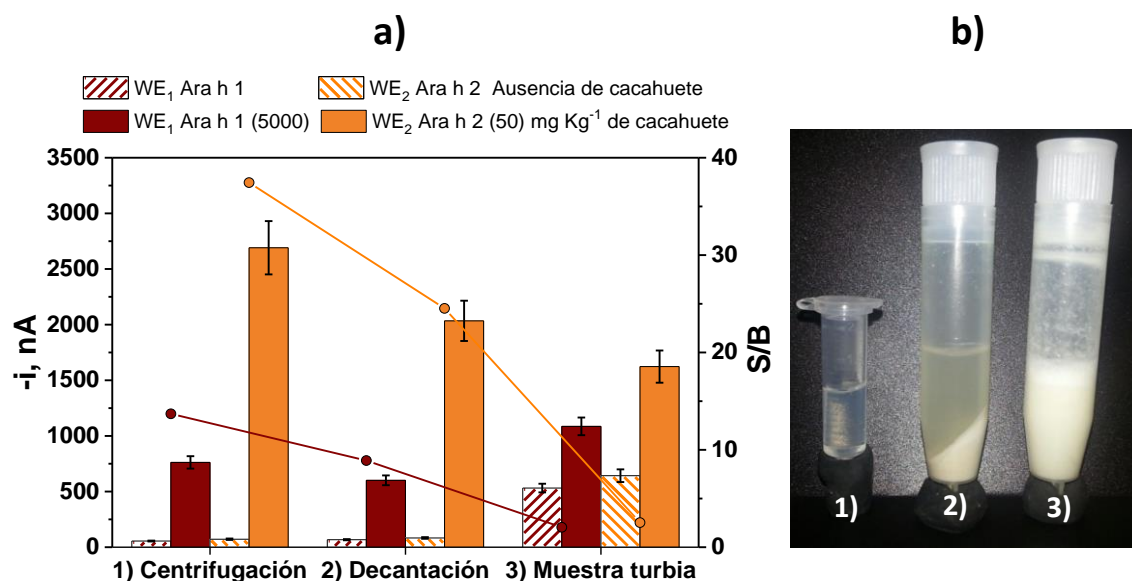 a)
b)
WE1 Ara h 1
WE2 Ara h 2 Ausencia de cacahuete
WE1 Ara h 1 (5000)
WE2 Ara h 2 (50) mg Kg-1 de cacahuete
3500
3000
2500
2000
1500
1000
500
0
-i, nA
40
30
20
10
0
S/B
1) Centrifugación
2) Decantación
3) Muestra turbia
1)
2)
3)